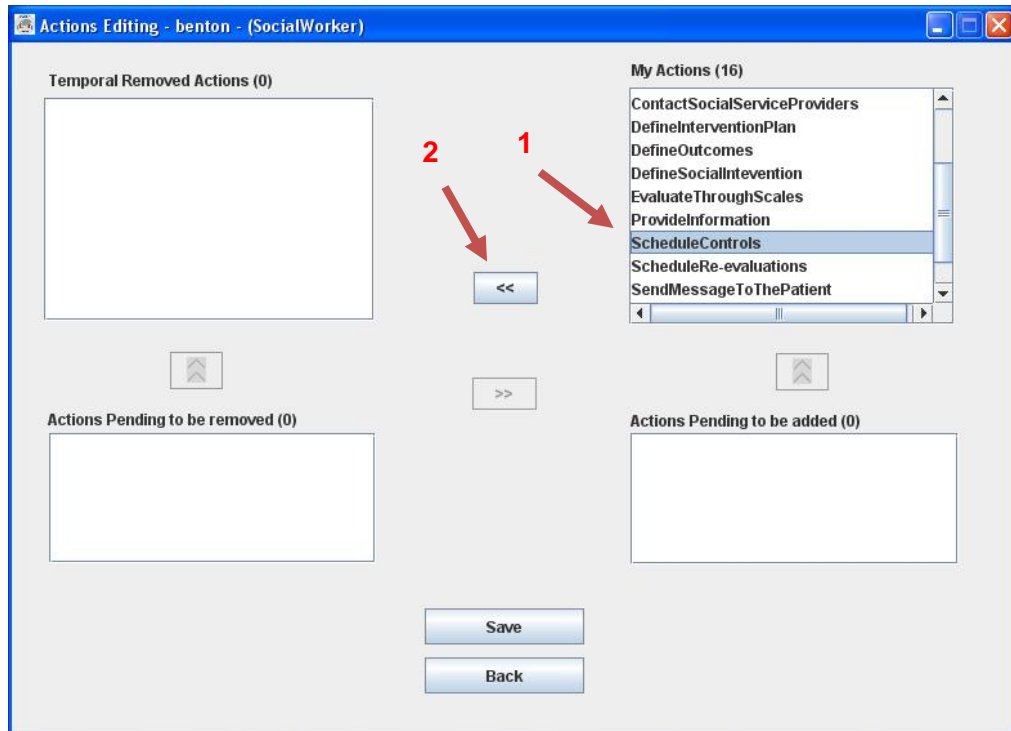 Actions Editing - benton - (SocialWorker)
Temporal Removed Actions (0)
My Actions (16)
ContactSocialServiceProviders
DefineInterventionPlan
DefineOutcomes
DefineSocialIntevention
EvaluateThroughScales
ProvideInformation
ScheduleControls
ScheduleRe-evaluations
SendMessageToThePatient
2
1
<<
>>
Actions Pending to be removed (0)
Actions Pending to be added (0)
Save
Back